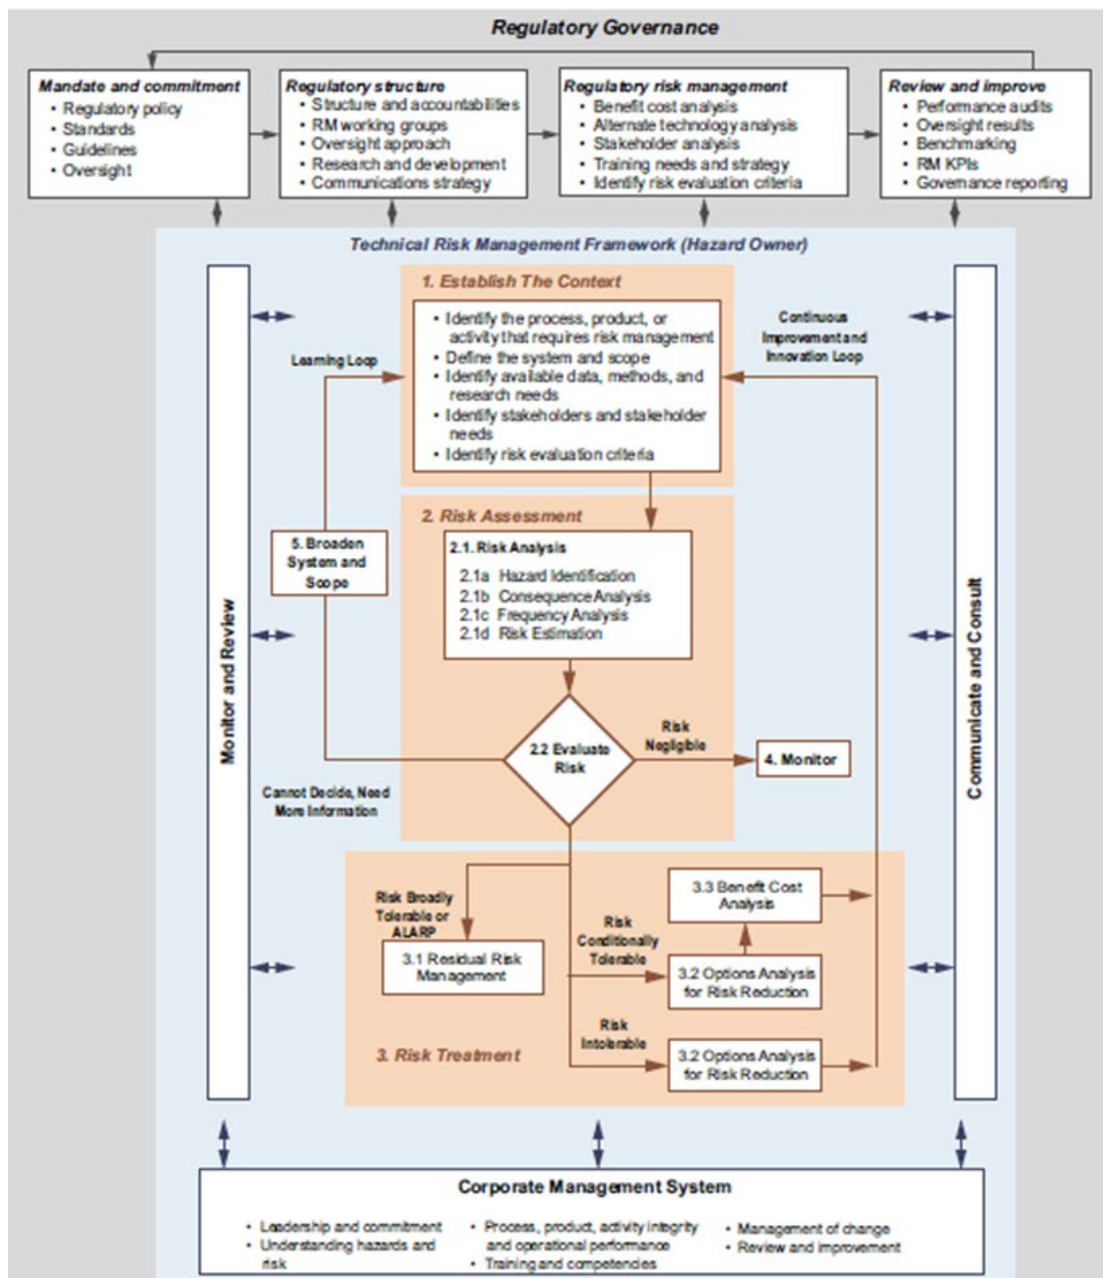 Regulatory Governance
Mandate and commitment
• Regulatory policy
• Standards
• Guidelines
• Oversight
Regulatory structure
• Structure and accountabilities
• RM working groups
• Oversight approach
• Research and development
• Communications strategy
Regulatory risk management
• Benefit cost analysis
• Alternate technology analysis
• Stakeholder analysis
• Training needs and strategy
• Identify risk evaluation criteria
Review and improve
• Performance audits
• Oversight results
• Benchmarking
• RM KPIs
• Governance reporting
Technical Risk Management Framework (Hazard Owner)
Monitor and Review
1. Establish The Context
• Identify the process, product, or
activity that requires risk management
• Define the system and scope
• Identify available data, methods, and
research needs
• Identify stakeholders and stakeholder
needs
• Identify risk evaluation criteria
Learning Loop
Continuous
Improvement and
Innovation Loop
2. Risk Assessment
2.1. Risk Analysis
2.1a Hazard Identification
2.1b Consequence Analysis
2.1c Frequency Analysis
2.1d Risk Estimation
5. Broaden
System and
Scope
2.2 Evaluate
Risk
Risk
Negligible
4. Monitor
Cannot Decide, Need
More Information
Communicate and Consult
Risk Broadly
Tolerable or
ALARP
3.1 Residual Risk
Management
Risk
Conditionally
Tolerable
3.3 Benefit Cost
Analysis
3.2 Options Analysis
for Risk Reduction
Risk
Intolerable
3.2 Options Analysis
for Risk Reduction
3. Risk Treatment
Corporate Management System
• Leadership and commitment
• Understanding hazards and
risk
• Process, product, activity integrity
and operational performance
• Training and competencies
• Management of change
• Review and improvement